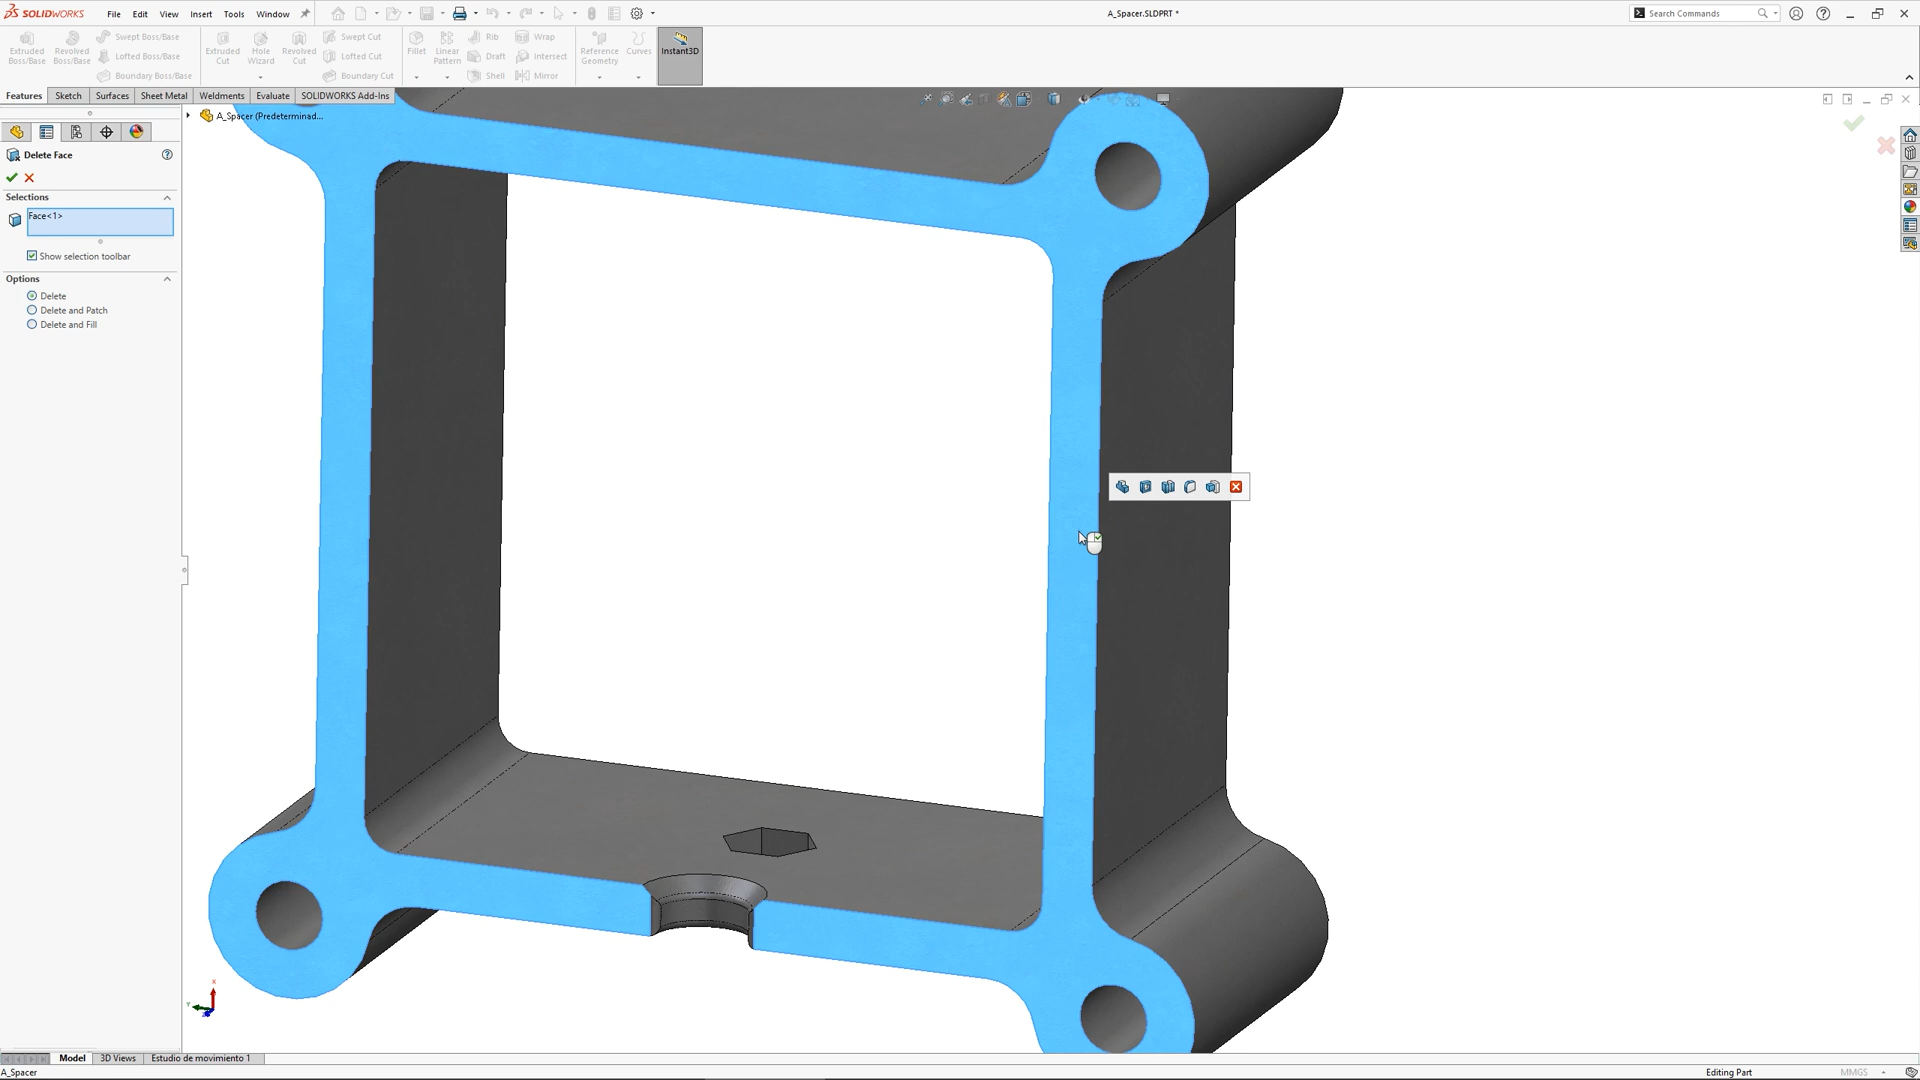 SOLIDWORKS File Edit View Insert Tools Window A_Spacer.SLDPRT * Search Commands
Extruded Boss/Base Revolved Boss/Base Swept Boss/Base Lofted Boss/Base Boundary Boss/Base
Extruded Cut Hole Wizard Revolved Cut Swept Cut Lofted Cut Boundary Cut
Fillet Linear Pattern Rib Draft Shell Wrap Intersect Mirror
Reference Geometry Curves Instant3D
Features Sketch Surfaces Sheet Metal Weldments Evaluate SOLIDWORKS Add-Ins
A_Spacer (Predeterminad...
Delete Face
Selections
Face<1>
Show selection toolbar
Options
Delete
Delete and Patch
Delete and Fill
Model 3D Views Estudio de movimiento 1
A_Spacer Editing Part MMGS